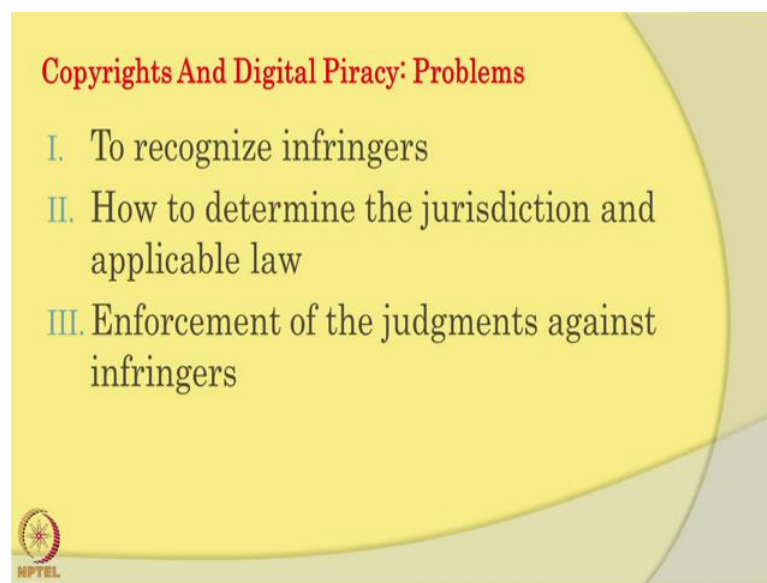 Copyrights And Digital Piracy: Problems
I. To recognize infringers
II. How to determine the jurisdiction and
applicable law
III. Enforcement of the judgments against
infringers
NPTEL